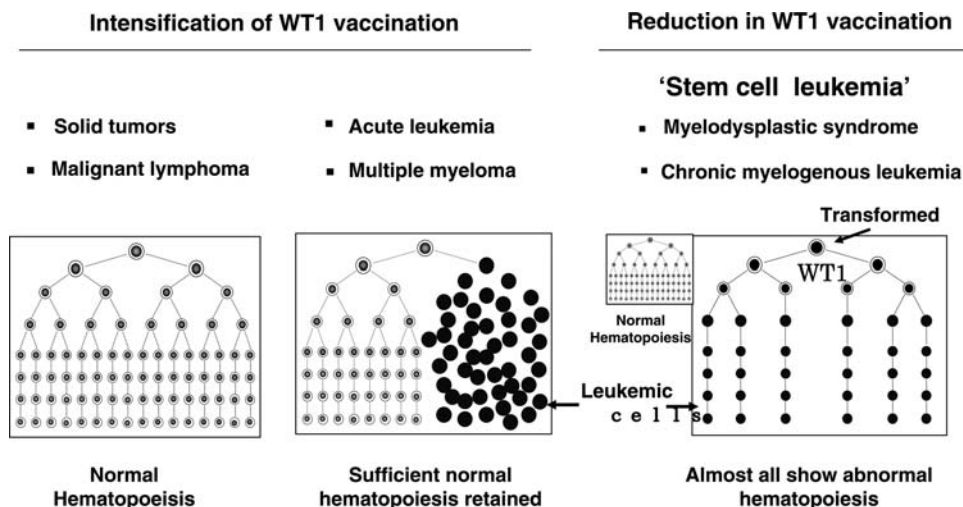 Intensification of WT1 vaccination
Reduction in WT1 vaccination
'Stem cell leukemia'
▪ Solid tumors
▪ Malignant lymphoma
▪ Acute leukemia
▪ Multiple myeloma
▪ Myelodysplastic syndrome
▪ Chronic myelogenous leukemia
Transformed
WT1
Normal
Hematopoiesis
Leukemic
cells
Normal
Hematopoeisis
Sufficient normal
hematopoiesis retained
Almost all show abnormal
hematopoiesis